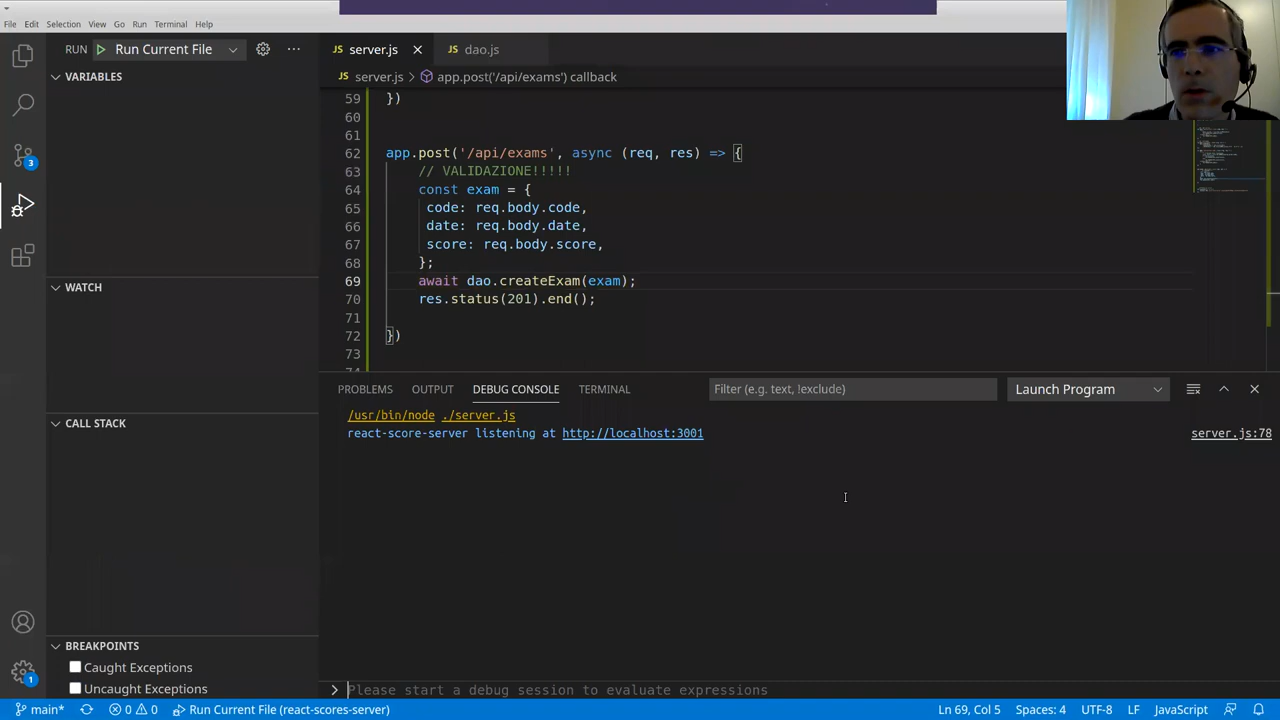 File Edit Selection View Go Run Terminal Help
RUN Run Current File
JS server.js
JS dao.js
JS server.js > app.post('/api/exams') callback
VARIABLES
59 })
60
61
62 app.post('/api/exams', async (req, res) => {
63 // VALIDAZIONE!!!!!
64 const exam = {
65 code: req.body.code,
66 date: req.body.date,
67 score: req.body.score,
68 };
69 await dao.createExam(exam);
70 res.status(201).end();
71
72 })
73
3
WATCH
CALL STACK
PROBLEMS OUTPUT DEBUG CONSOLE TERMINAL Filter (e.g. text, !exclude) Launch Program
/usr/bin/node ./server.js
react-score-server listening at http://localhost:3001 server.js:78
BREAKPOINTS
Caught Exceptions
Uncaught Exceptions
1
> Please start a debug session to evaluate expressions
main* 0 0 Run Current File (react-scores-server) Ln 69, Col 5 Spaces: 4 UTF-8 LF JavaScript